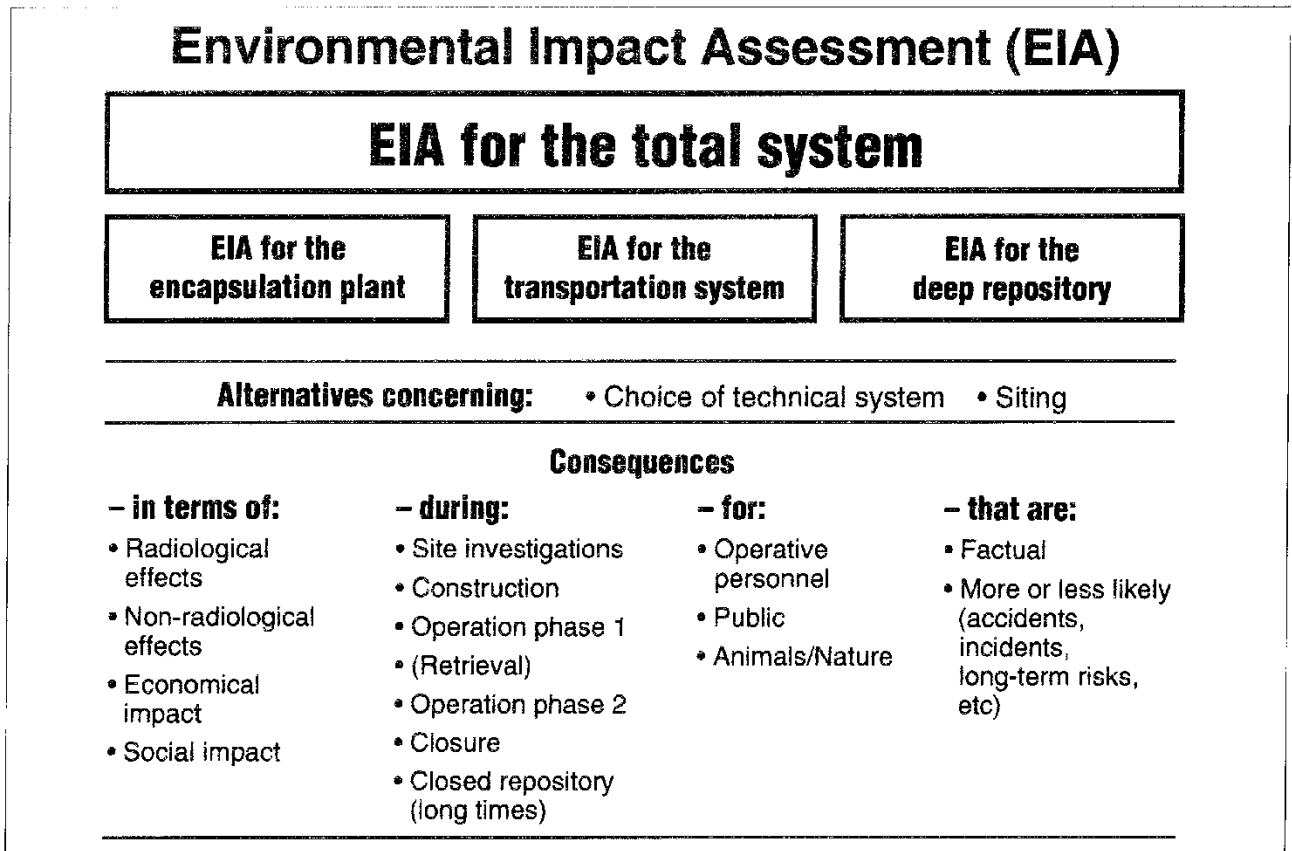 Environmental Impact Assessment (EIA)
EIA for the total system
EIA for the
encapsulation plant
EIA for the
transportation system
EIA for the
deep repository
Alternatives concerning: • Choice of technical system • Siting
Consequences
– in terms of:
• Radiological
effects
• Non-radiological
effects
• Economical
impact
• Social impact
– during:
• Site investigations
• Construction
• Operation phase 1
• (Retrieval)
• Operation phase 2
• Closure
• Closed repository
(long times)
– for:
• Operative
personnel
• Public
• Animals/Nature
– that are:
• Factual
• More or less likely
(accidents,
incidents,
long-term risks,
etc)